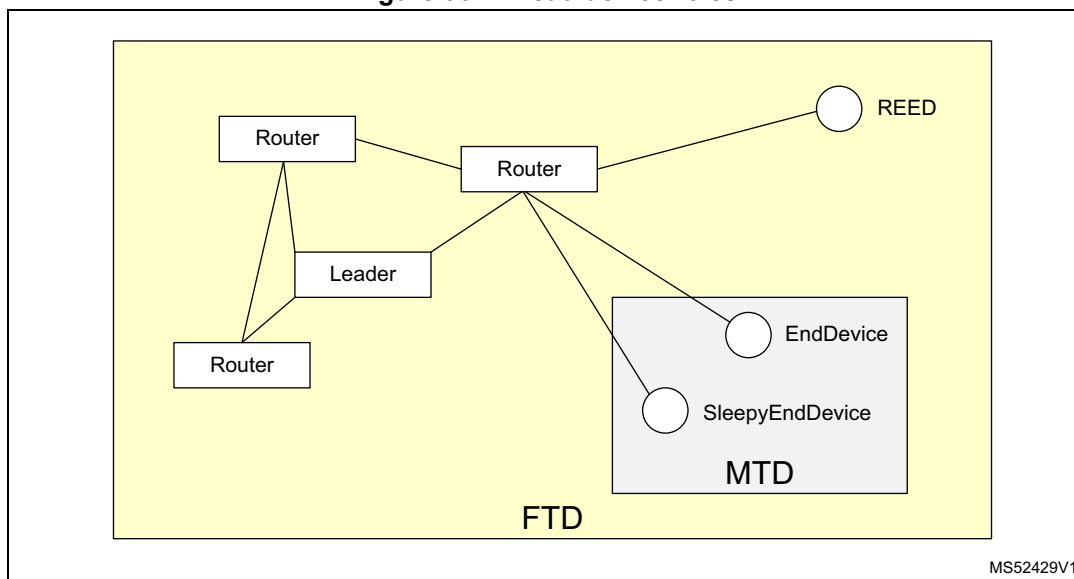 REED
Router
Router
Leader
EndDevice
Router
SleepyEndDevice
MTD
FTD
MS52429V1